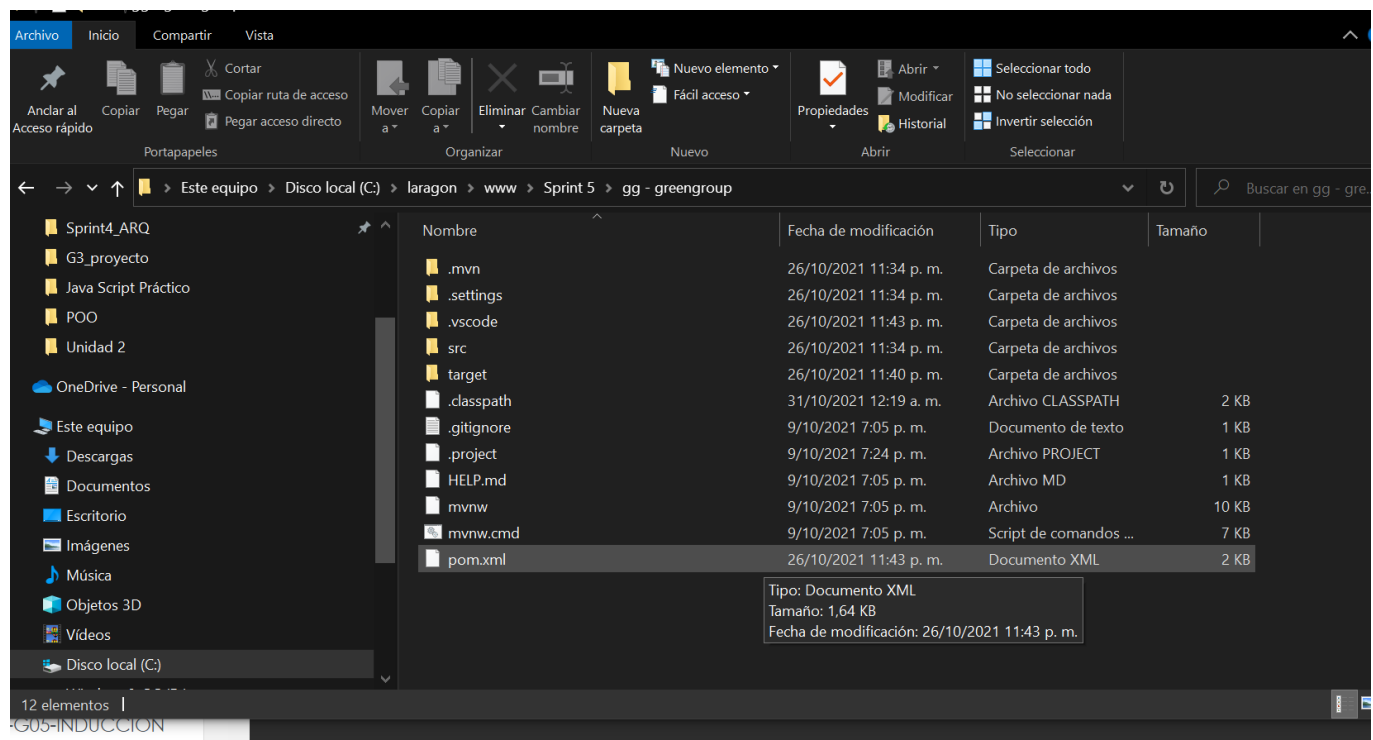 Archivo Inicio Compartir Vista
Anclar al Acceso rápido
Copiar
Pegar
Cortar
Copiar ruta de acceso
Pegar acceso directo
Portapapeles
Mover a
Copiar a
Eliminar
Cambiar nombre
Organizar
Nueva carpeta
Nuevo elemento
Fácil acceso
Nuevo
Propiedades
Abrir
Modificar
Historial
Abrir
Seleccionar todo
No seleccionar nada
Invertir selección
Seleccionar
Este equipo > Disco local (C:) > laragon > www > Sprint 5 > gg - greengroup
Buscar en gg - gre...
Sprint4_ARQ
G3_proyecto
Java Script Práctico
POO
Unidad 2
OneDrive - Personal
Este equipo
Descargas
Documentos
Escritorio
Imágenes
Música
Objetos 3D
Vídeos
Disco local (C:)
Nombre Fecha de modificación Tipo Tamaño
.mvn 26/10/2021 11:34 p. m. Carpeta de archivos
.settings 26/10/2021 11:34 p. m. Carpeta de archivos
.vscode 26/10/2021 11:43 p. m. Carpeta de archivos
src 26/10/2021 11:34 p. m. Carpeta de archivos
target 26/10/2021 11:40 p. m. Carpeta de archivos
.classpath 31/10/2021 12:19 a. m. Archivo CLASSPATH 2 KB
.gitignore 9/10/2021 7:05 p. m. Documento de texto 1 KB
.project 9/10/2021 7:24 p. m. Archivo PROJECT 1 KB
HELP.md 9/10/2021 7:05 p. m. Archivo MD 1 KB
mvnw 9/10/2021 7:05 p. m. Archivo 10 KB
mvnw.cmd 9/10/2021 7:05 p. m. Script de comandos ... 7 KB
pom.xml 26/10/2021 11:43 p. m. Documento XML 2 KB
Tipo: Documento XML
Tamaño: 1,64 KB
Fecha de modificación: 26/10/2021 11:43 p. m.
12 elementos
-G05-INDUCCION